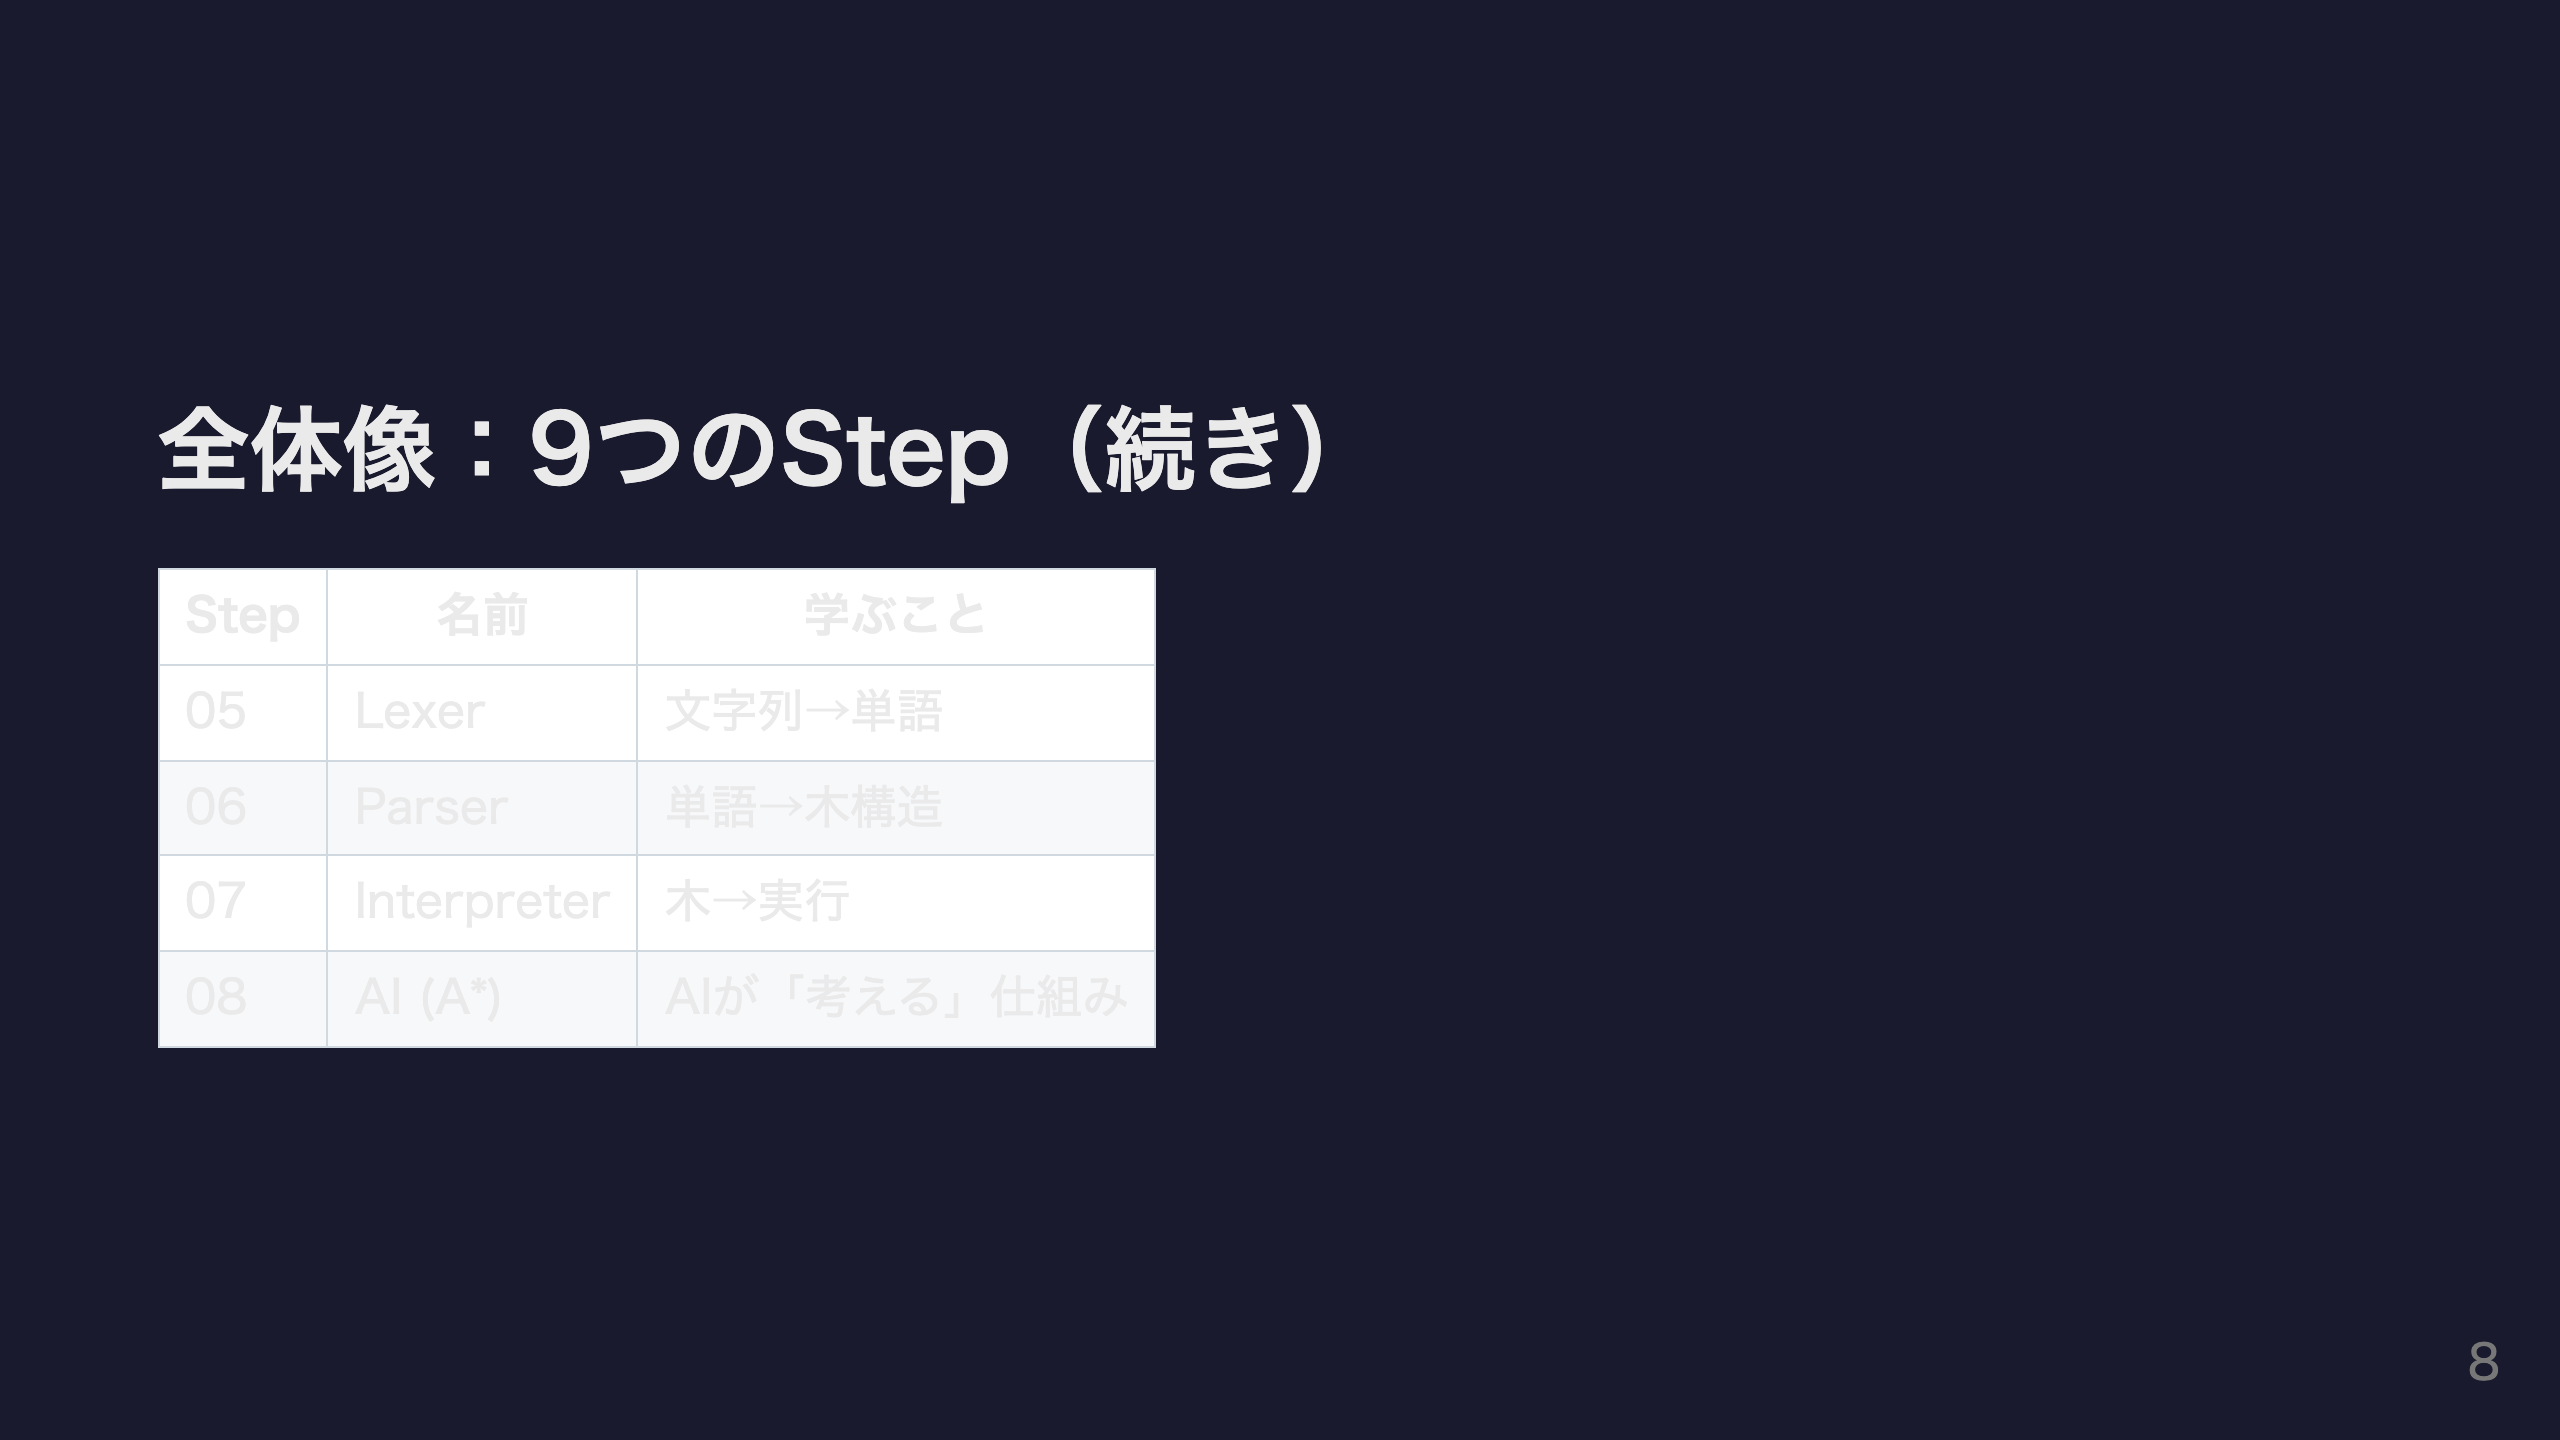 全体像：9つのStep（続き）
Step 名前 学ぶこと
05 Lexer 文字列→単語
06 Parser 単語→木構造
07 Interpreter 木→実行
08 AI (A*) AIが「考える」仕組み
8